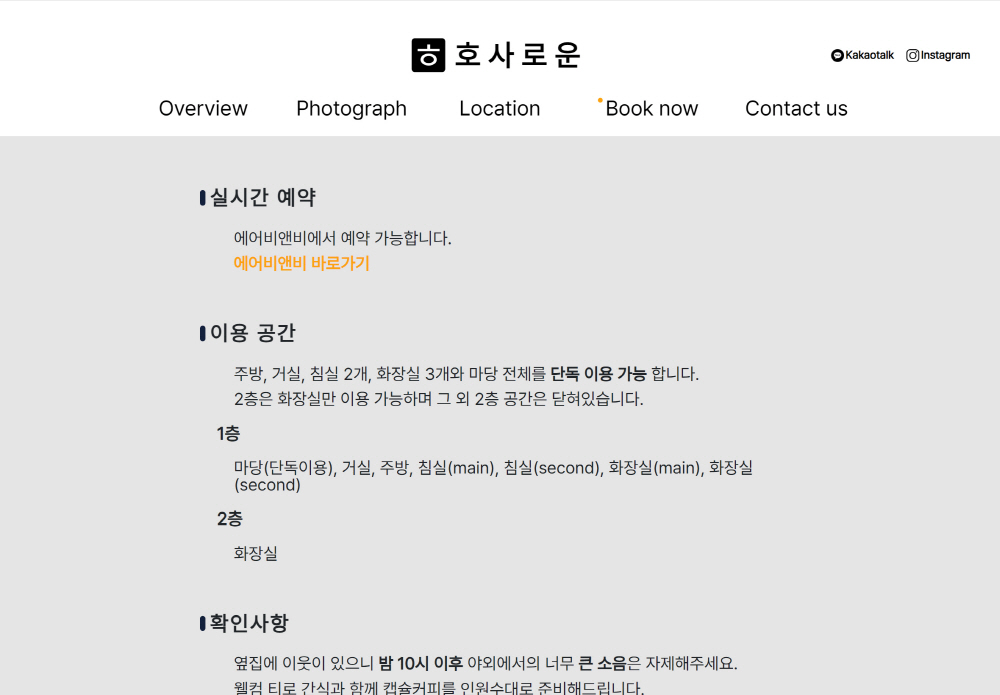 ㅎ 호사로운
Kakaotalk Instagram
Overview Photograph Location Book now Contact us
실시간 예약
에어비앤비에서 예약 가능합니다.
에어비앤비 바로가기
이용 공간
주방, 거실, 침실 2개, 화장실 3개와 마당 전체를 단독 이용 가능 합니다.
2층은 화장실만 이용 가능하며 그 외 2층 공간은 닫혀있습니다.
1층
마당(단독이용), 거실, 주방, 침실(main), 침실(second), 화장실(main), 화장실
(second)
2층
화장실
확인사항
옆집에 이웃이 있으니 밤 10시 이후 야외에서의 너무 큰 소음은 자제해주세요.
웰컴 티로 간식과 함께 캡슐커피를 인원수대로 준비해드립니다.